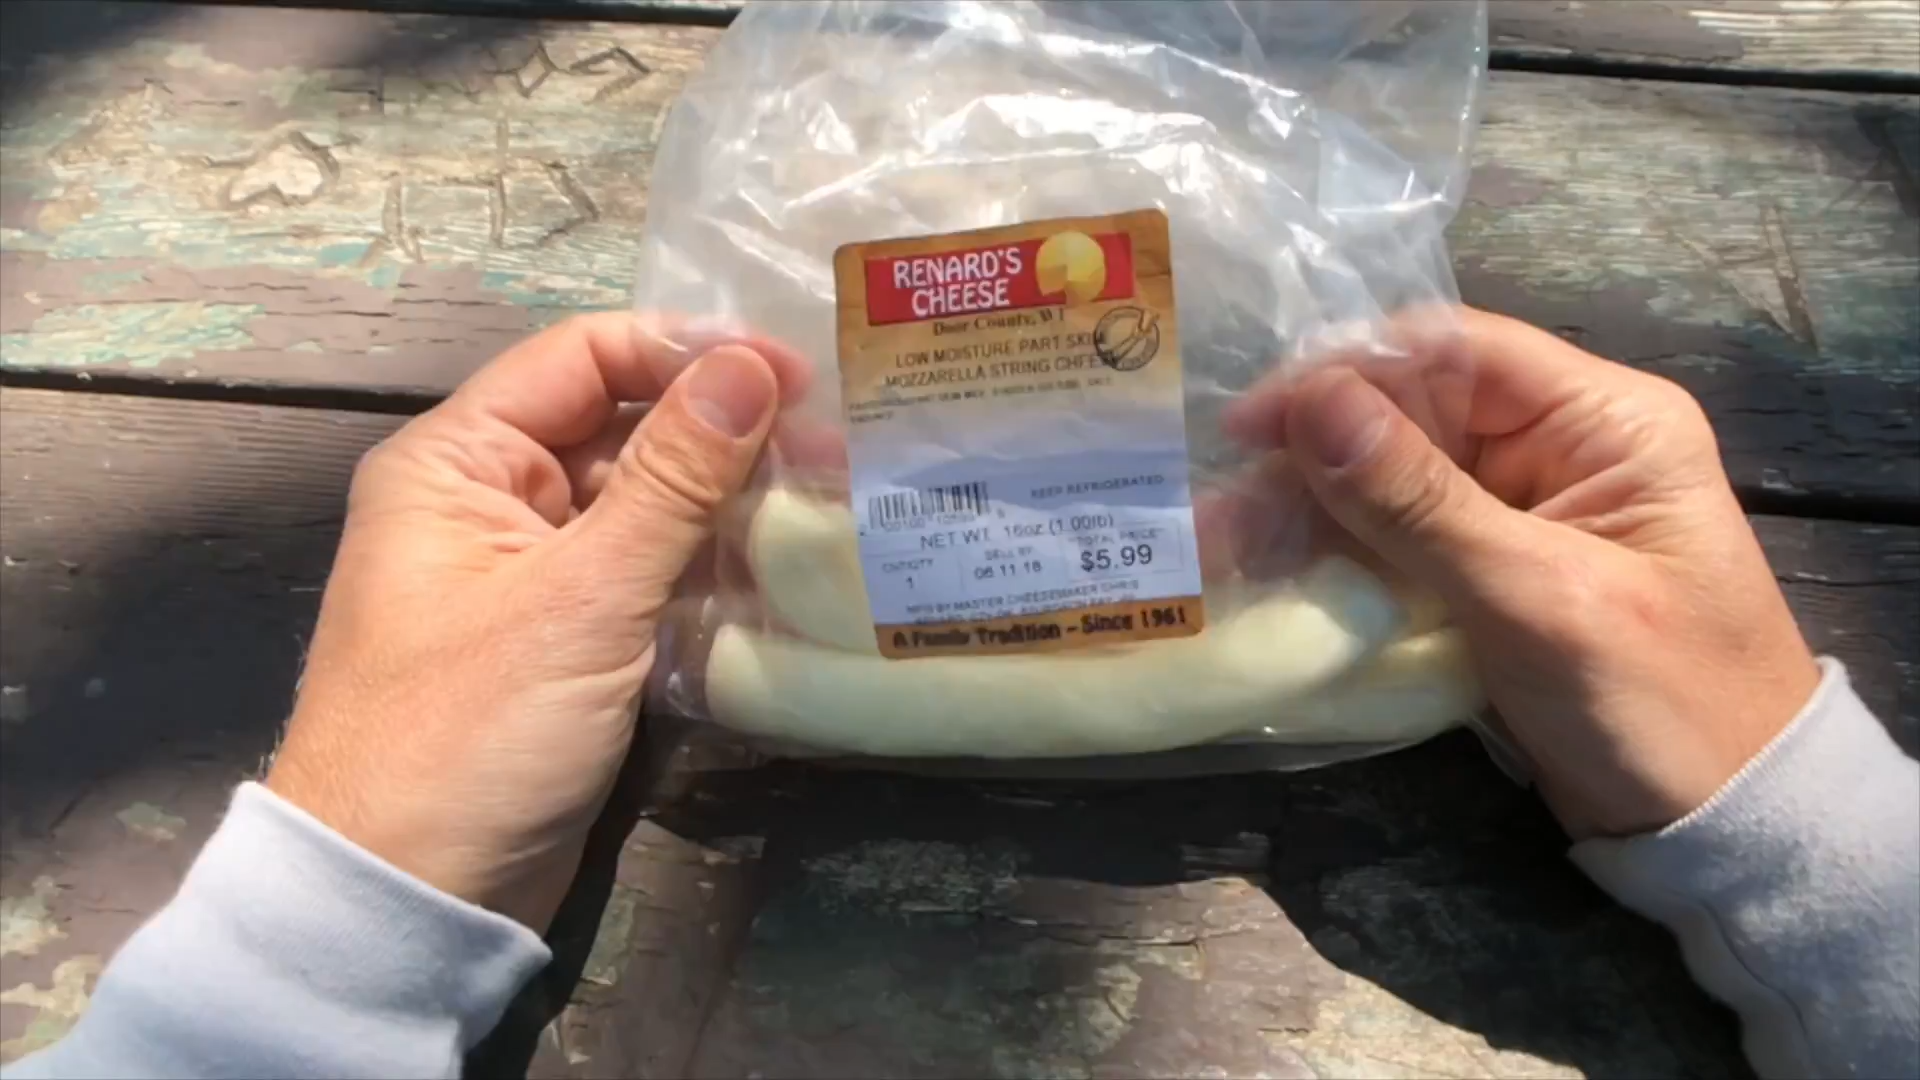 RENARD'S
CHEESE
Door County, WI
LOW MOISTURE PART SKIM
MOZZARELLA STRING CHEESE
KEEP REFRIGERATED
NET WT. 16oz (1.00lb)
SELL BY
TOTAL PRICE
1
06 11 18
$5.99
MFG BY MASTER CHEESEMAKER CHRIS
A Family Tradition - Since 1961